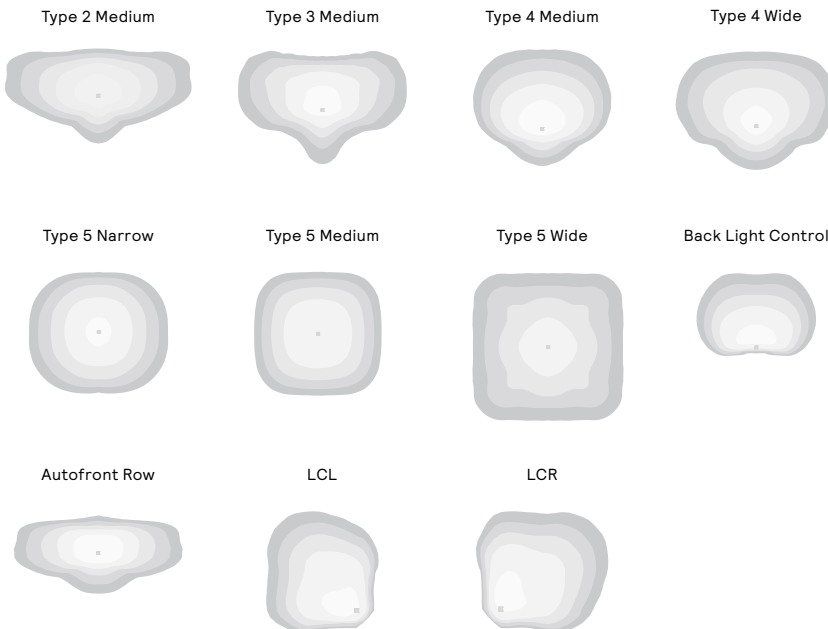 Type 2 Medium
Type 3 Medium
Type 4 Medium
Type 4 Wide
Type 5 Narrow
Type 5 Medium
Type 5 Wide
Back Light Control
Autofront Row
LCL
LCR